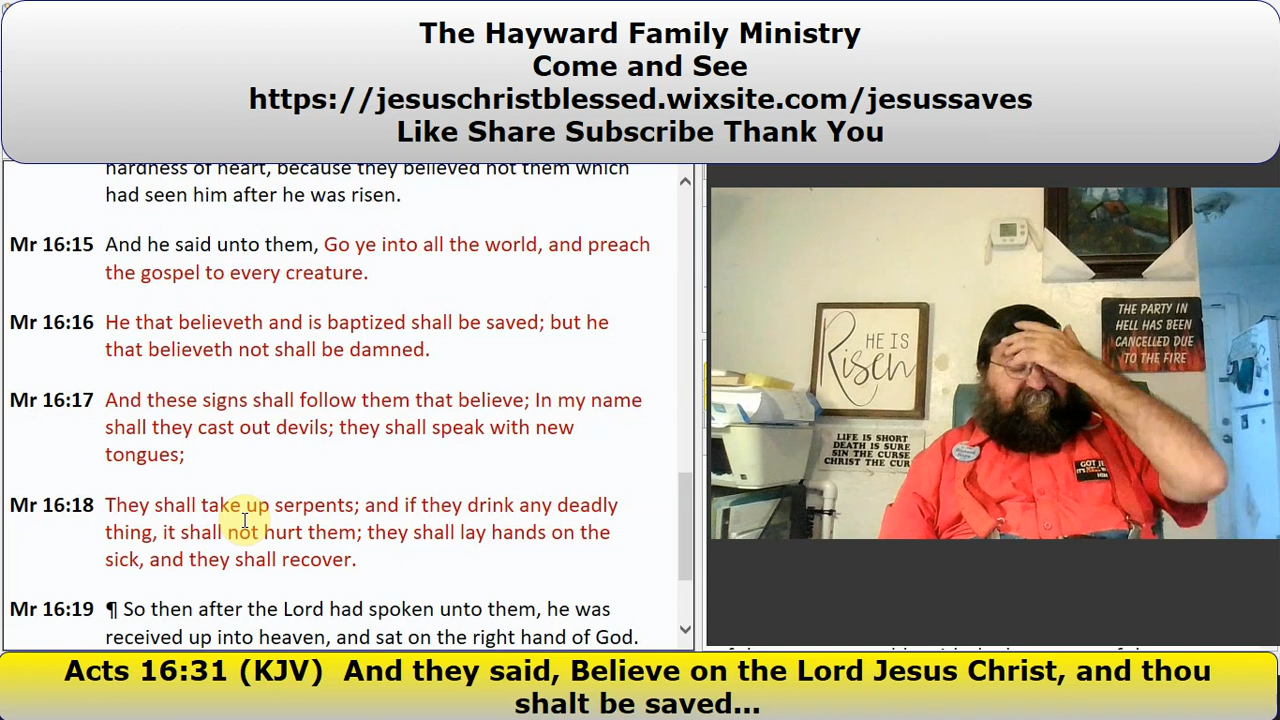 The Hayward Family Ministry
Come and See
https://jesuschristblessed.wixsite.com/jesussaves
Like Share Subscribe Thank You
hardness of heart, because they believed not them which
had seen him after he was risen.
Mr 16:15 And he said unto them, Go ye into all the world, and preach
the gospel to every creature.
Mr 16:16 He that believeth and is baptized shall be saved; but he
that believeth not shall be damned.
Mr 16:17 And these signs shall follow them that believe; In my name
shall they cast out devils; they shall speak with new
tongues;
Mr 16:18 They shall take up serpents; and if they drink any deadly
thing, it shall not hurt them; they shall lay hands on the
sick, and they shall recover.
Mr 16:19 ¶ So then after the Lord had spoken unto them, he was
received up into heaven, and sat on the right hand of God.
HE IS
Risen
THE PARTY IN
HELL HAS BEEN
CANCELLED DUE
TO THE FIRE
LIFE IS SHORT
DEATH IS SURE
SIN THE CURSE
CHRIST THE CUR
GOT
Acts 16:31 (KJV) And they said, Believe on the Lord Jesus Christ, and thou
shalt be saved...